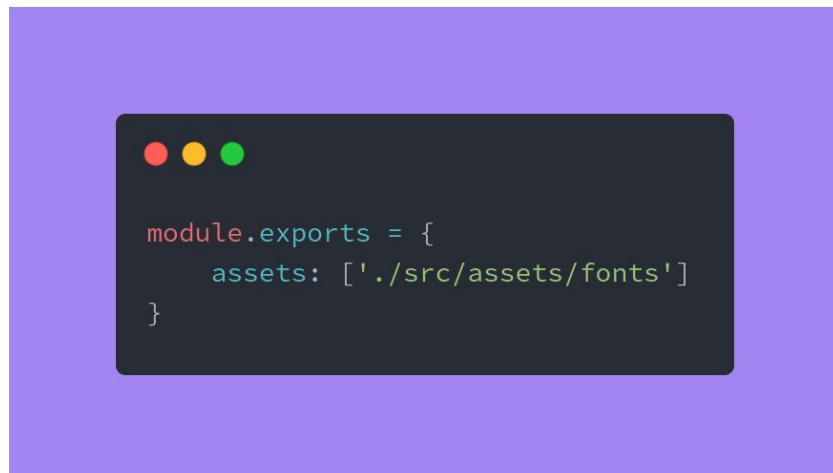 module.exports = {
    assets: ['./src/assets/fonts']
}